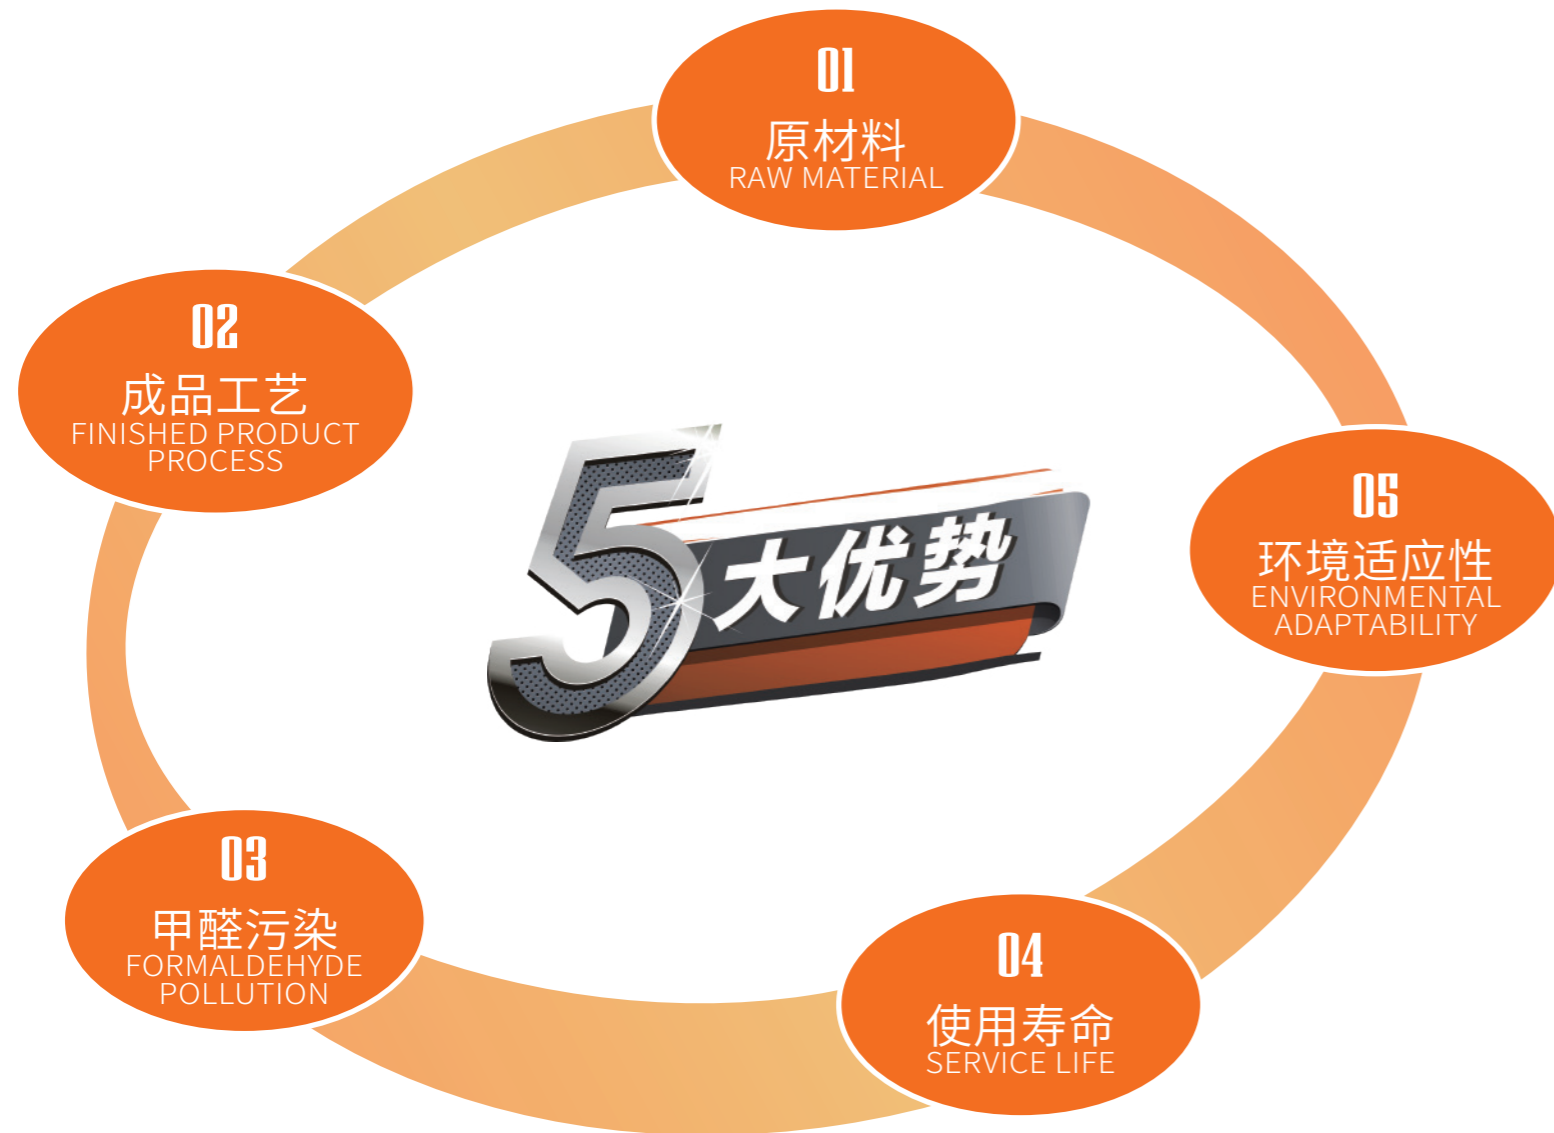 01
原材料
RAW MATERIAL
02
成品工艺
FINISHED PRODUCT
PROCESS
5大优势
05
环境适应性
ENVIRONMENTAL
ADAPTABILITY
03
甲醛污染
FORMALDEHYDE
POLLUTION
04
使用寿命
SERVICE LIFE